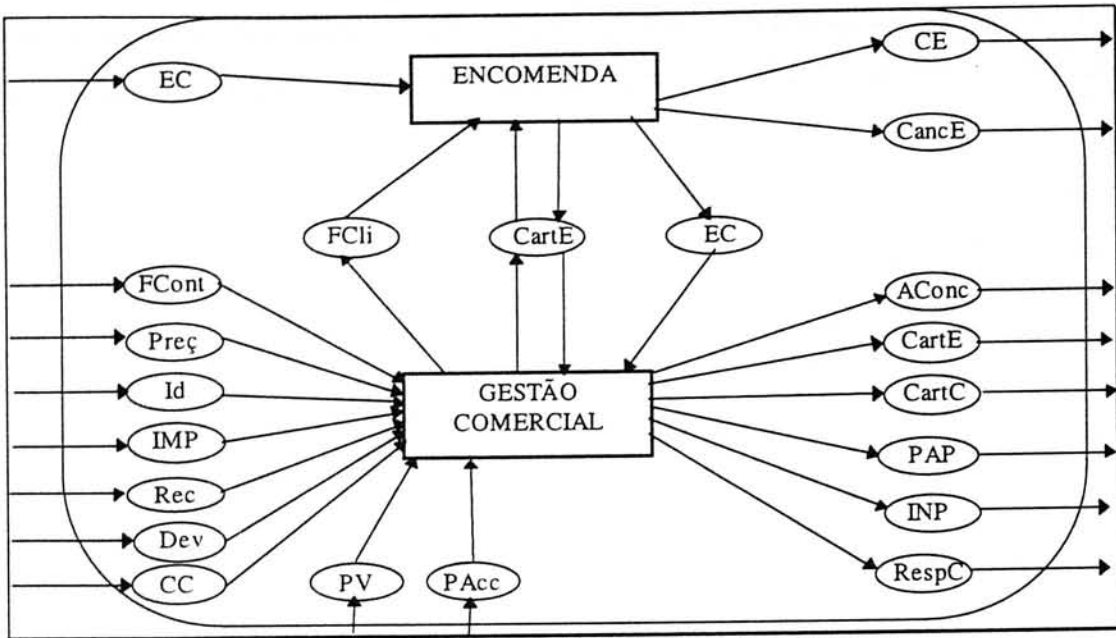 CE
EC
ENCOMENDA
CancE
FCli
CartE
EC
FCont
AConc
Preç
CartE
Id
GESTÃO
COMERCIAL
CartC
IMP
PAP
Rec
INP
Dev
CC
PV
PAcc
RespC